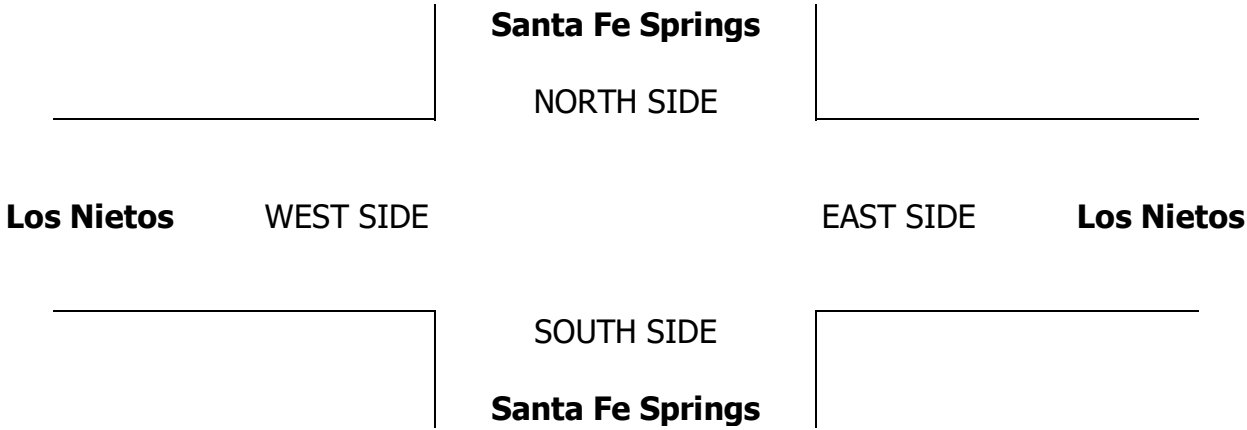 Santa Fe Springs
NORTH SIDE
Los Nietos WEST SIDE EAST SIDE Los Nietos
SOUTH SIDE
Santa Fe Springs